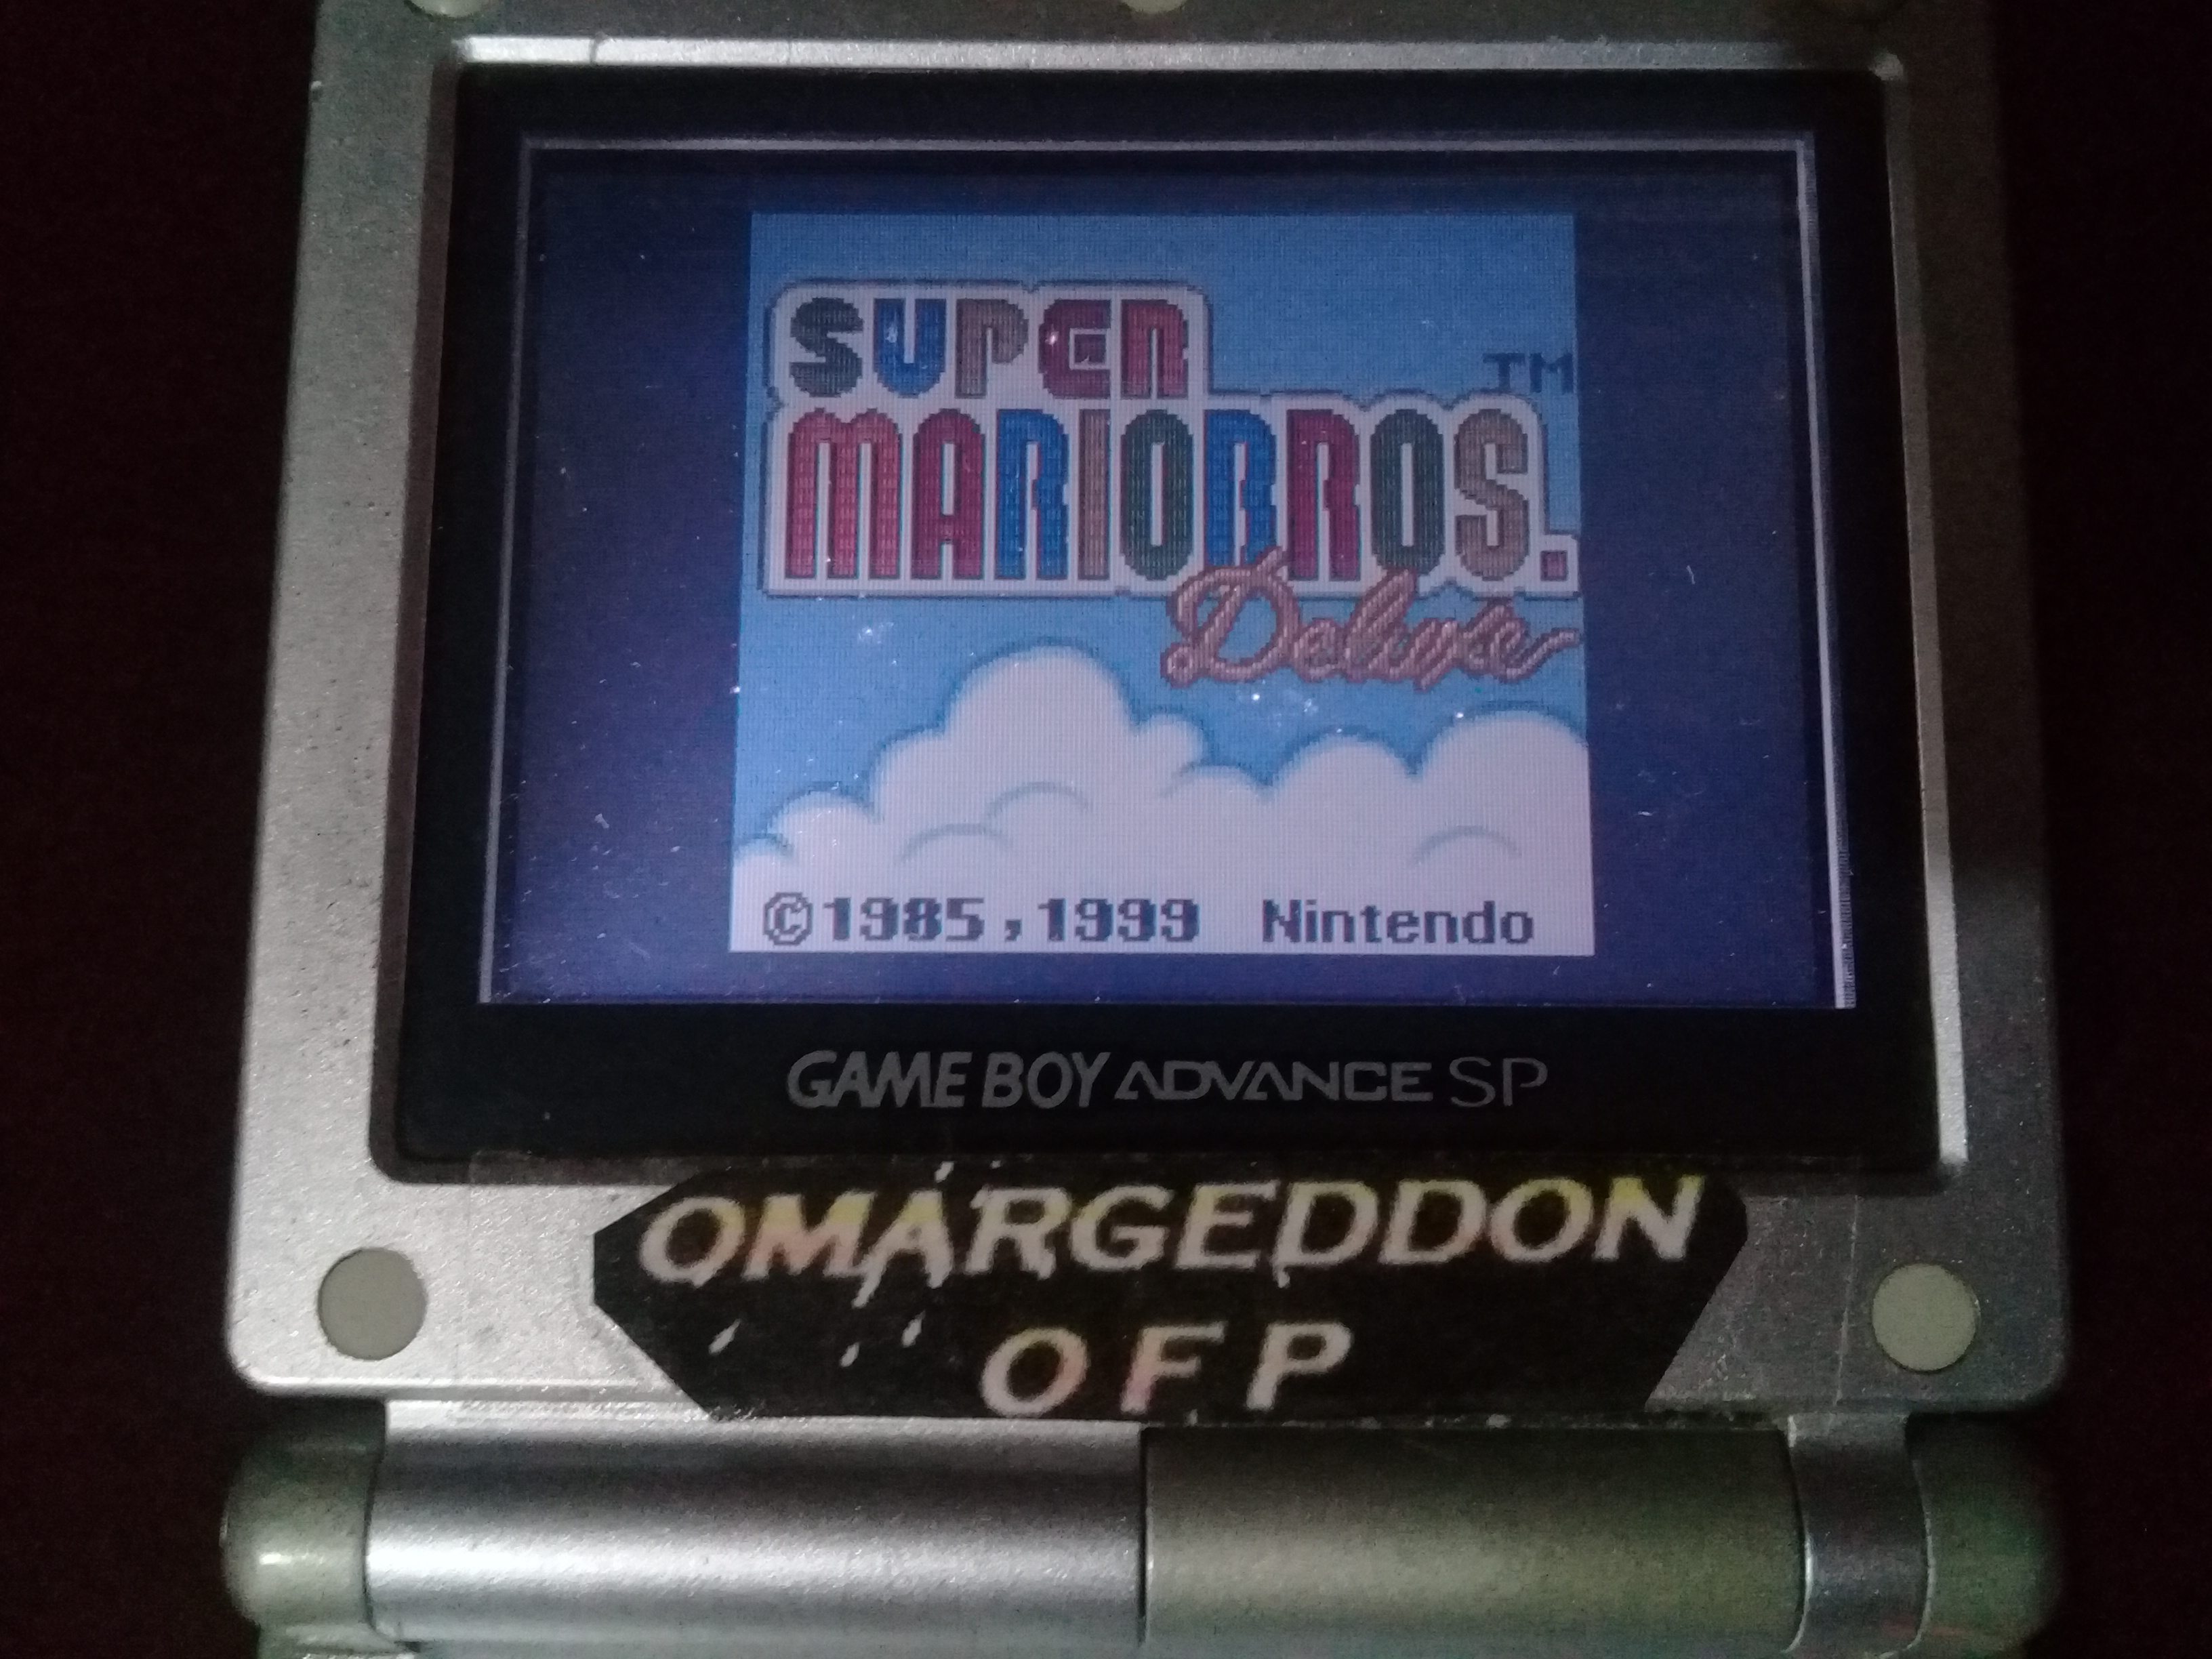 SUPER
TM
MARIOBROS.
Deluxe
©1985,1999 Nintendo
GAME BOY ADVANCE SP
OMARGEDDON
OFP